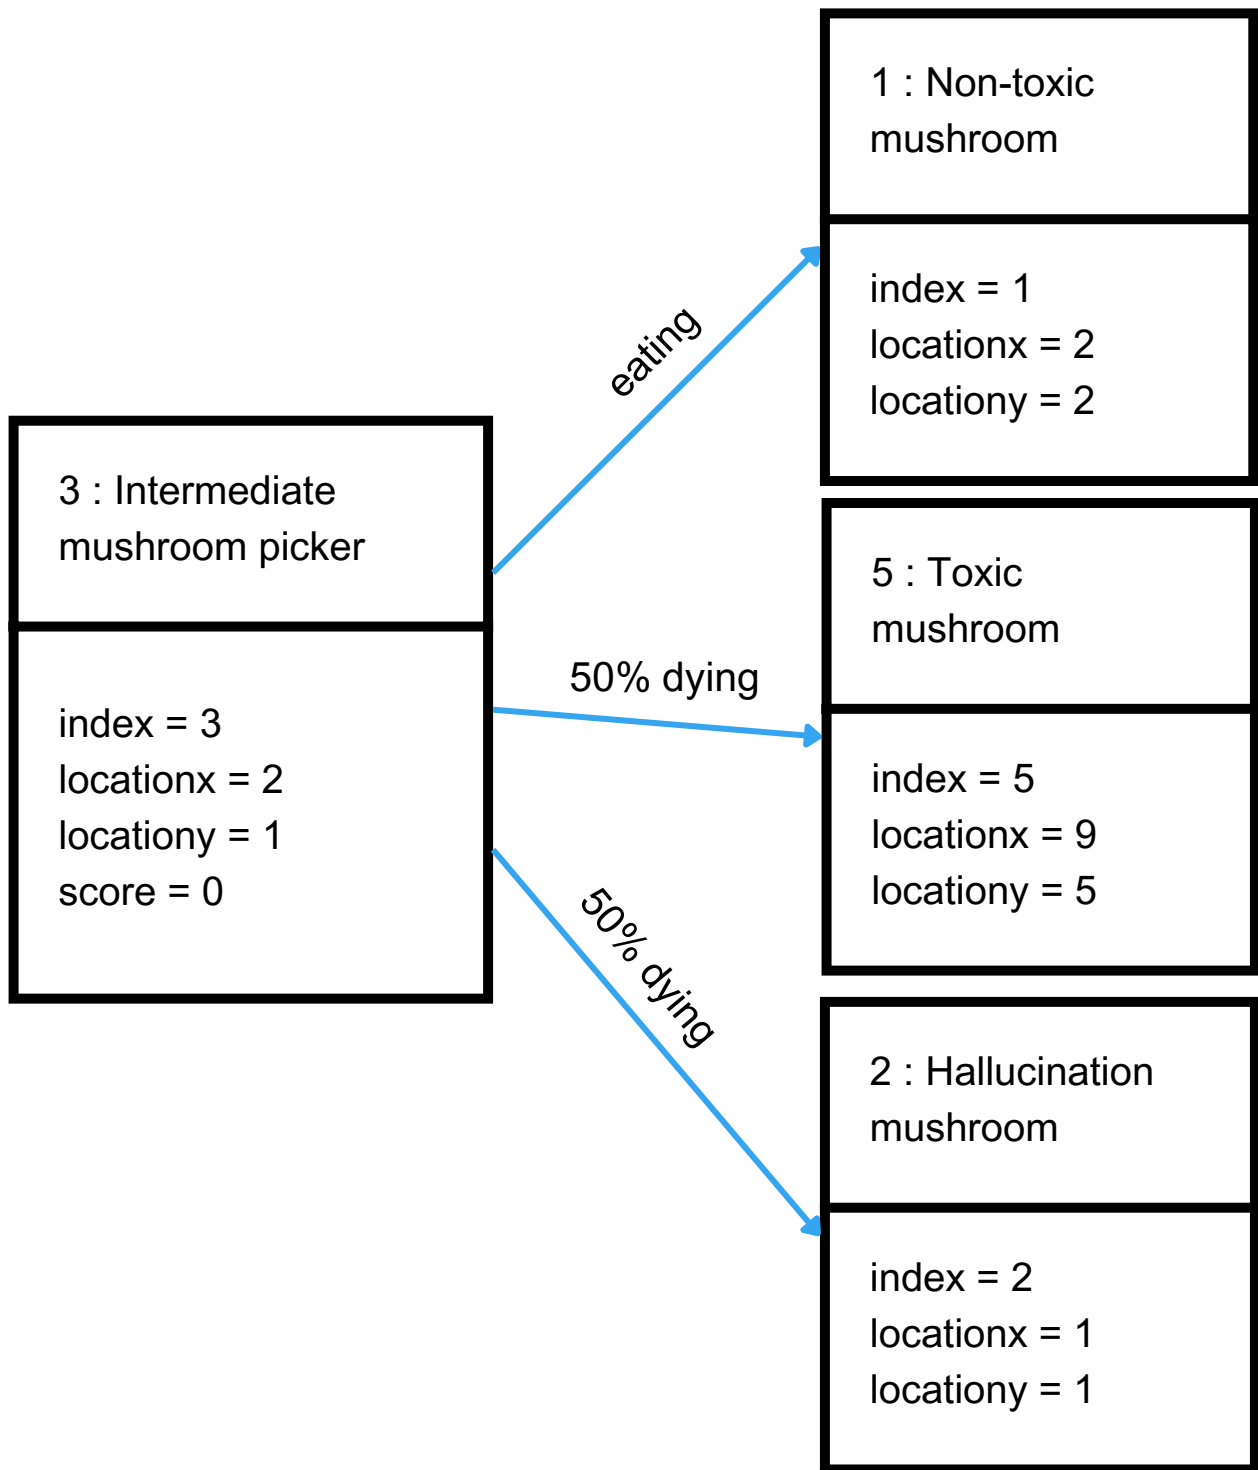 1 : Non-toxic
mushroom
index = 1
locationx = 2
locationy = 2
eating
3 : Intermediate
mushroom picker
index = 3
locationx = 2
locationy = 1
score = 0
50% dying
5 : Toxic
mushroom
index = 5
locationx = 9
locationy = 5
50% dying
2 : Hallucination
mushroom
index = 2
locationx = 1
locationy = 1